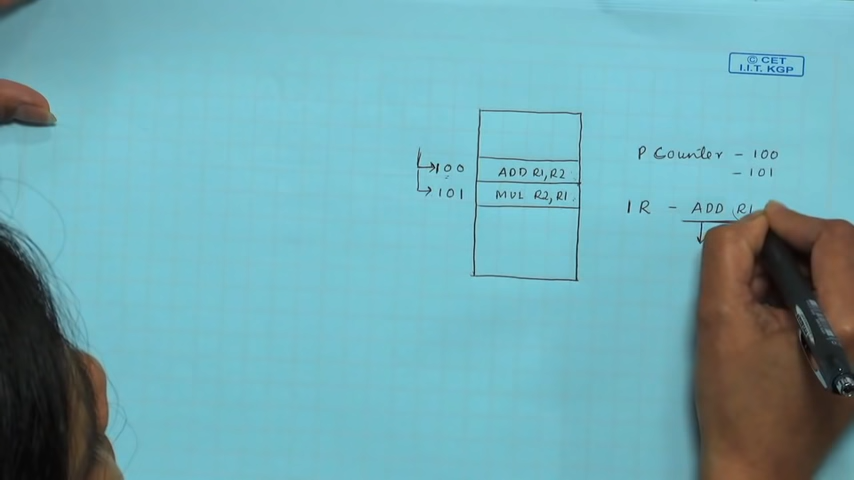 © CET
I.I.T. KGP
P Counter - 100
- 101
100 ADD R1, R2
101 MUL R2, R1
IR - ADD R1